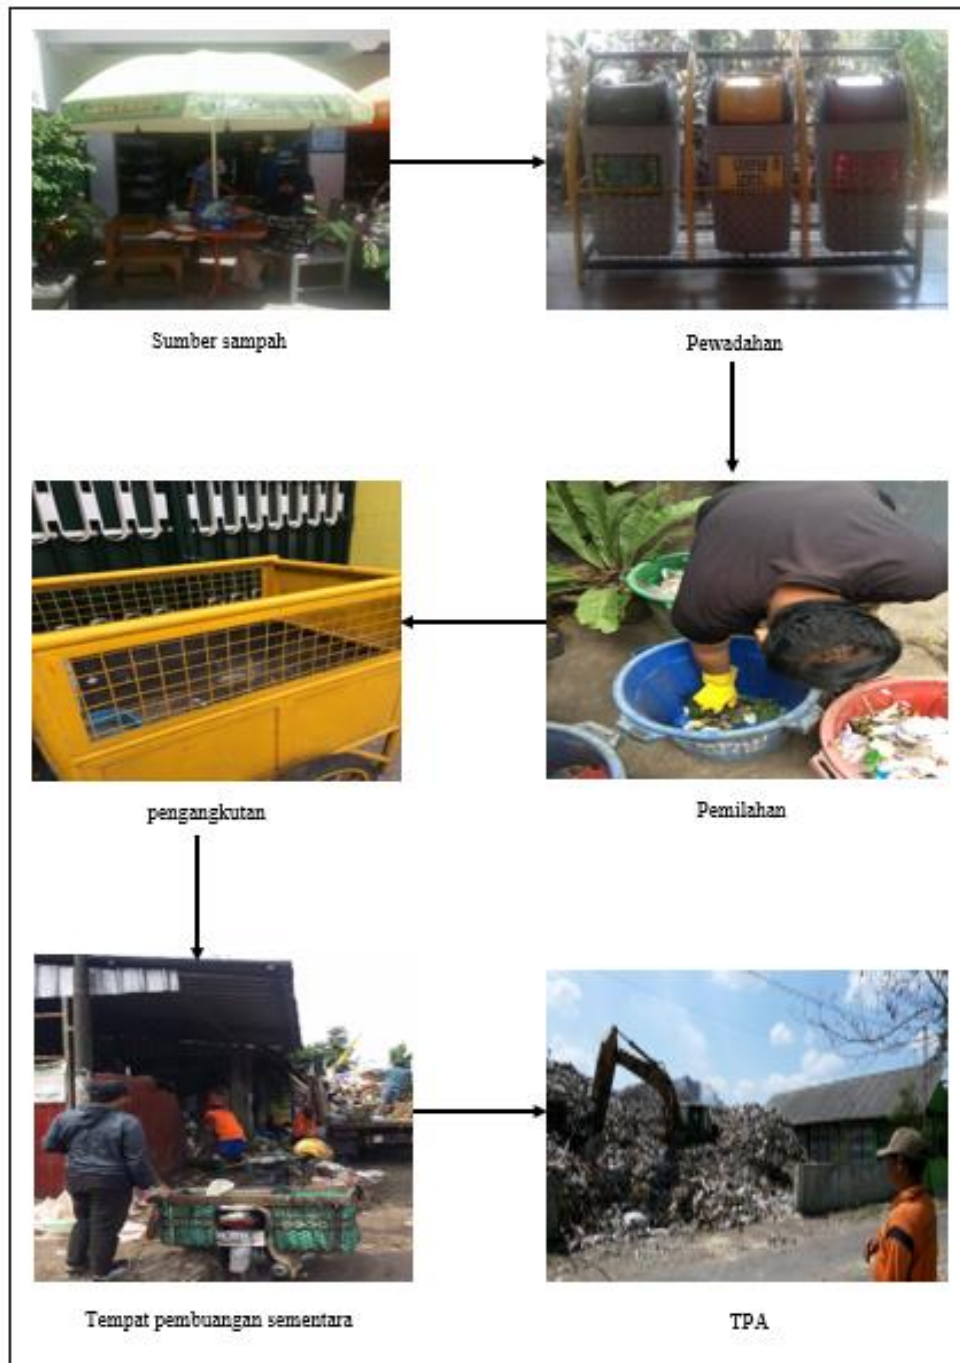 Sumber sampah
Pewadahan
pengangkutan
Pemilahan
Tempat pembuangan sementara
TPA